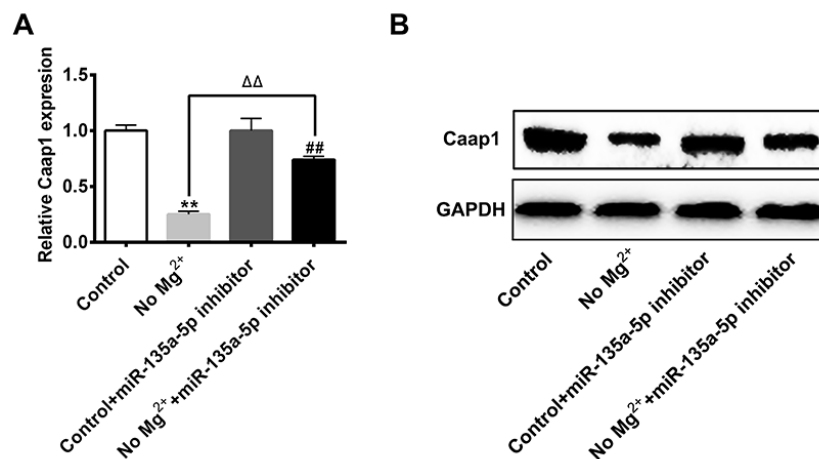 A
Relative Caap1 expresion
1.5
1.0
0.5
0.0
ΔΔ
**
##
Control
No Mg²⁺
Control+miR-135a-5p inhibitor
No Mg²⁺+miR-135a-5p inhibitor
B
Caap1
GAPDH
Control
No Mg²⁺
Control+miR-135a-5p inhibitor
No Mg²⁺+miR-135a-5p inhibitor